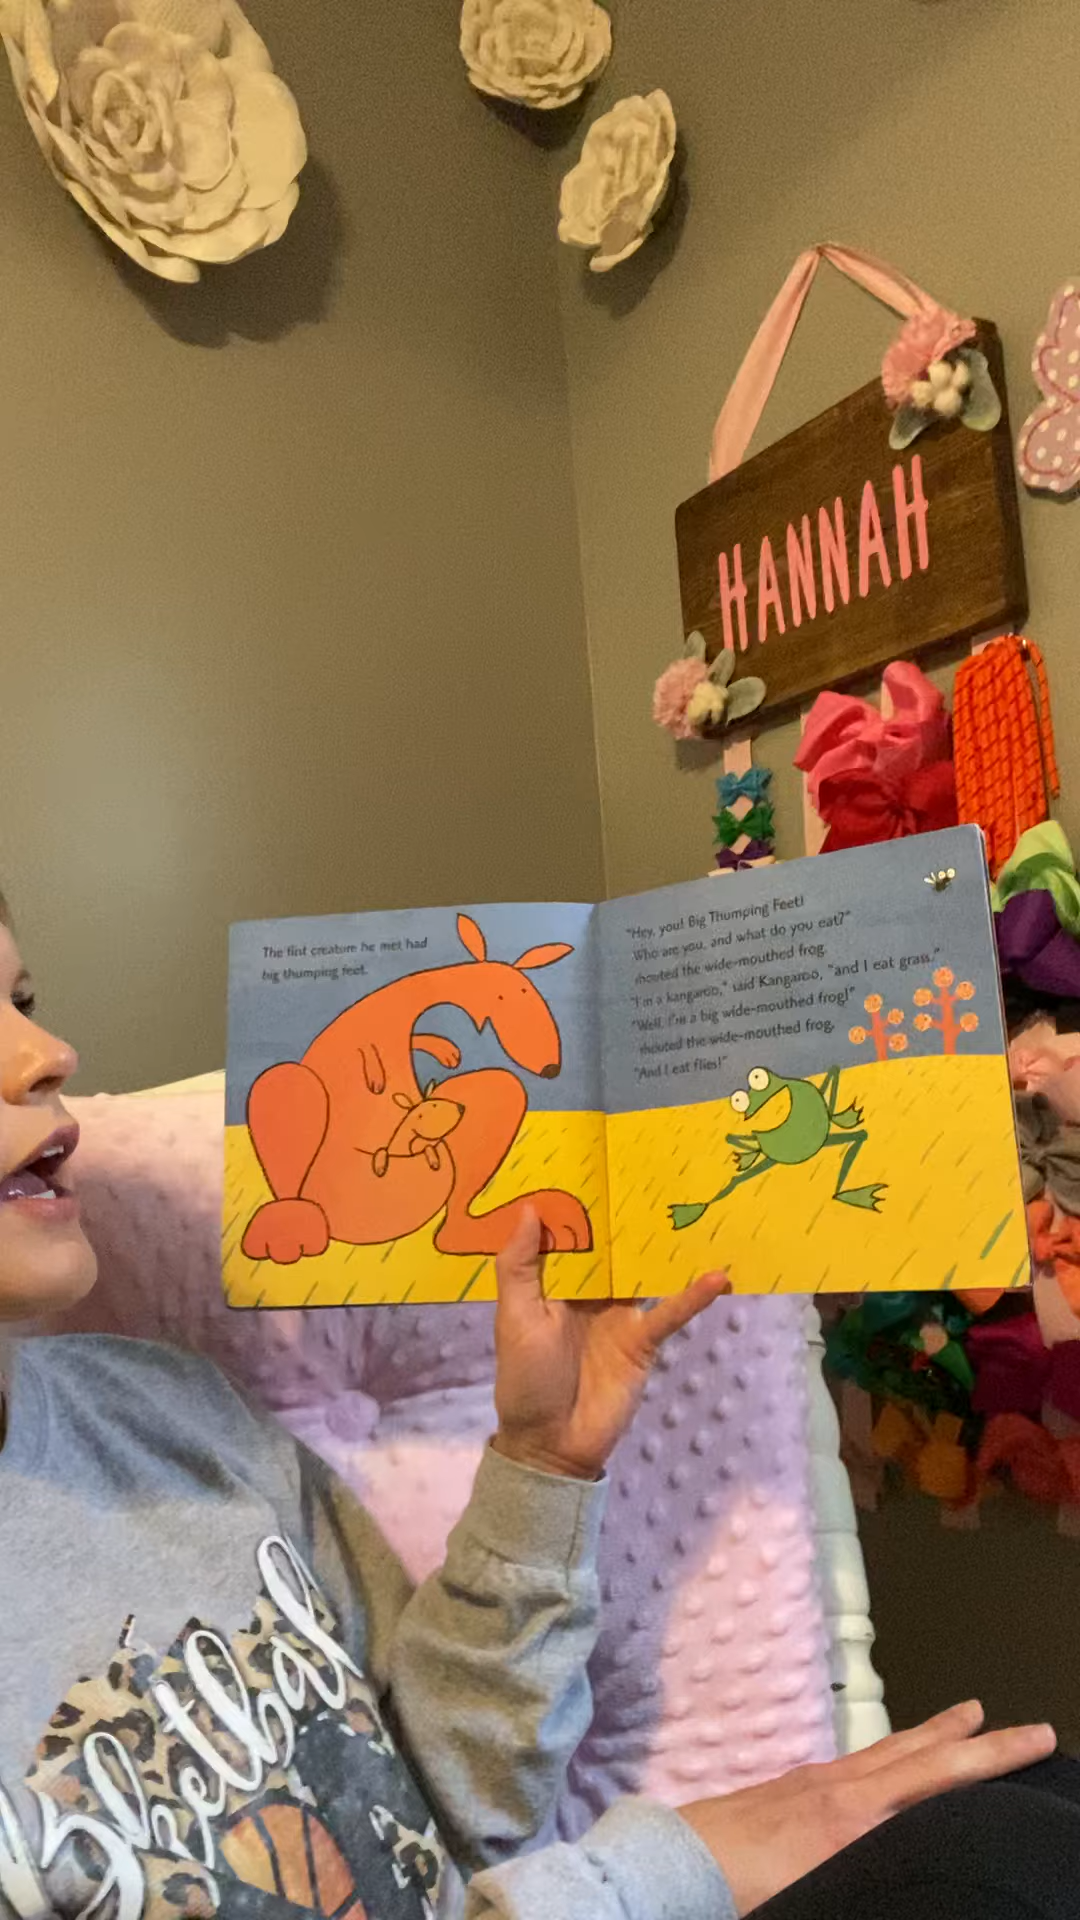 HANNAH
The first creature he met had
big thumping feet.
"Hey, you! Big Thumping Feet!
Who are you, and what do you eat?"
shouted the wide-mouthed frog.
"I'm a kangaroo," said Kangaroo, "and I eat grass."
"Well, I'm a big wide-mouthed frog!"
shouted the wide-mouthed frog.
"And I eat flies!"
Basketball